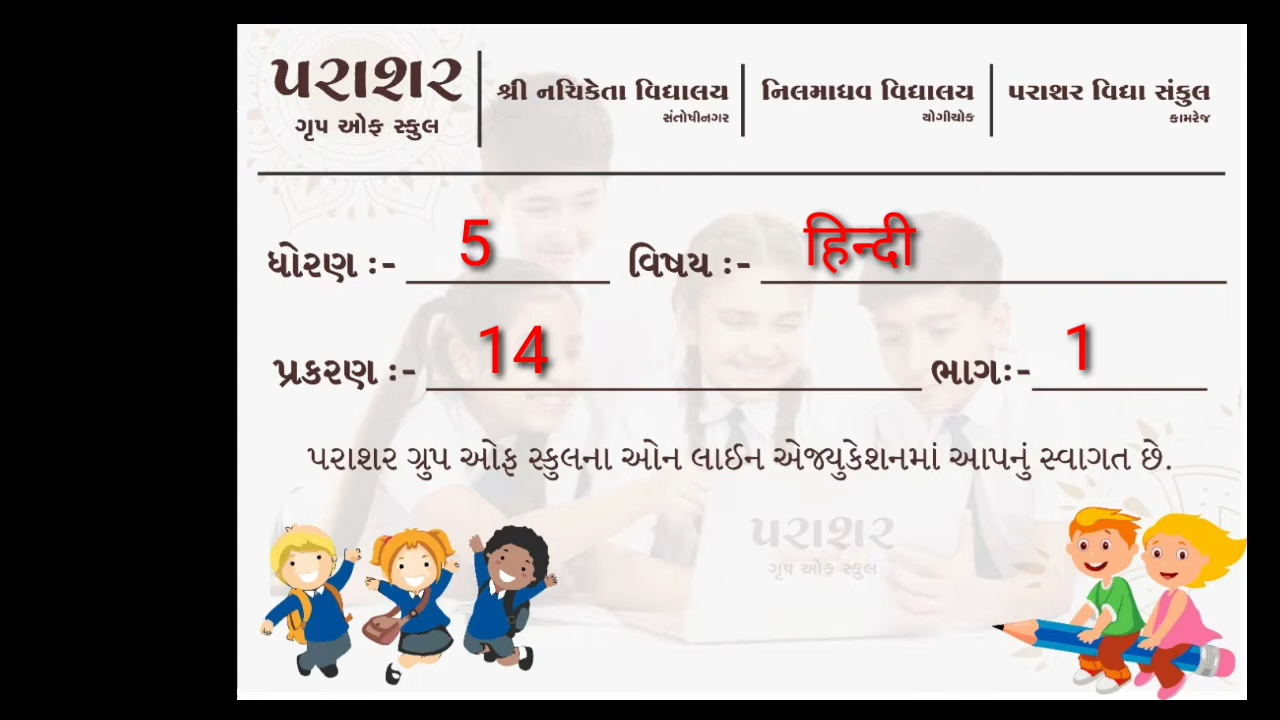 પરાશર
ગૃપ ઓફ સ્કુલ
શ્રી નચિકેતા વિદ્યાલય
સંતોષીનગર
નિલમાધવ વિદ્યાલય
યોગીચોક
પરાશર વિદ્યા સંકુલ
કામરેજ
ધોરણ :- 5 વિષય :- हिन्दी
પ્રકરણ :- 14 ભાગ:- 1
પરાશર ગ્રુપ ઓફ સ્કુલના ઓન લાઈન એજ્યુકેશનમાં આપનું સ્વાગત છે.
પરાશર
ગૃપ ઓફ સ્કુલ